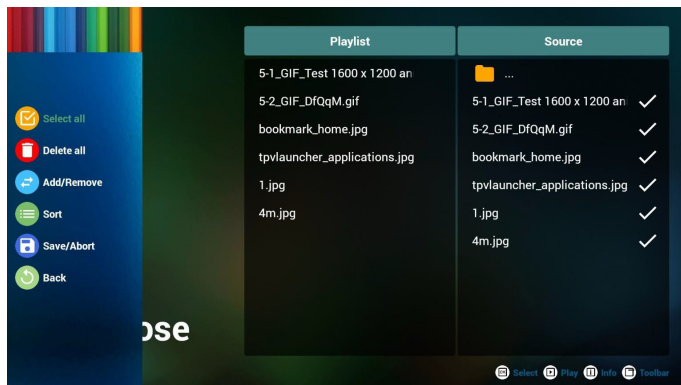 Playlist
Source
5-1_GIF_Test 1600 x 1200 an
...
5-2_GIF_DfQqM.gif
5-1_GIF_Test 1600 x 1200 an
bookmark_home.jpg
5-2_GIF_DfQqM.gif
tpvlauncher_applications.jpg
bookmark_home.jpg
1.jpg
tpvlauncher_applications.jpg
4m.jpg
1.jpg
4m.jpg
Select all
Delete all
Add/Remove
Sort
Save/Abort
Back
ose
Select
Play
Info
Toolbar